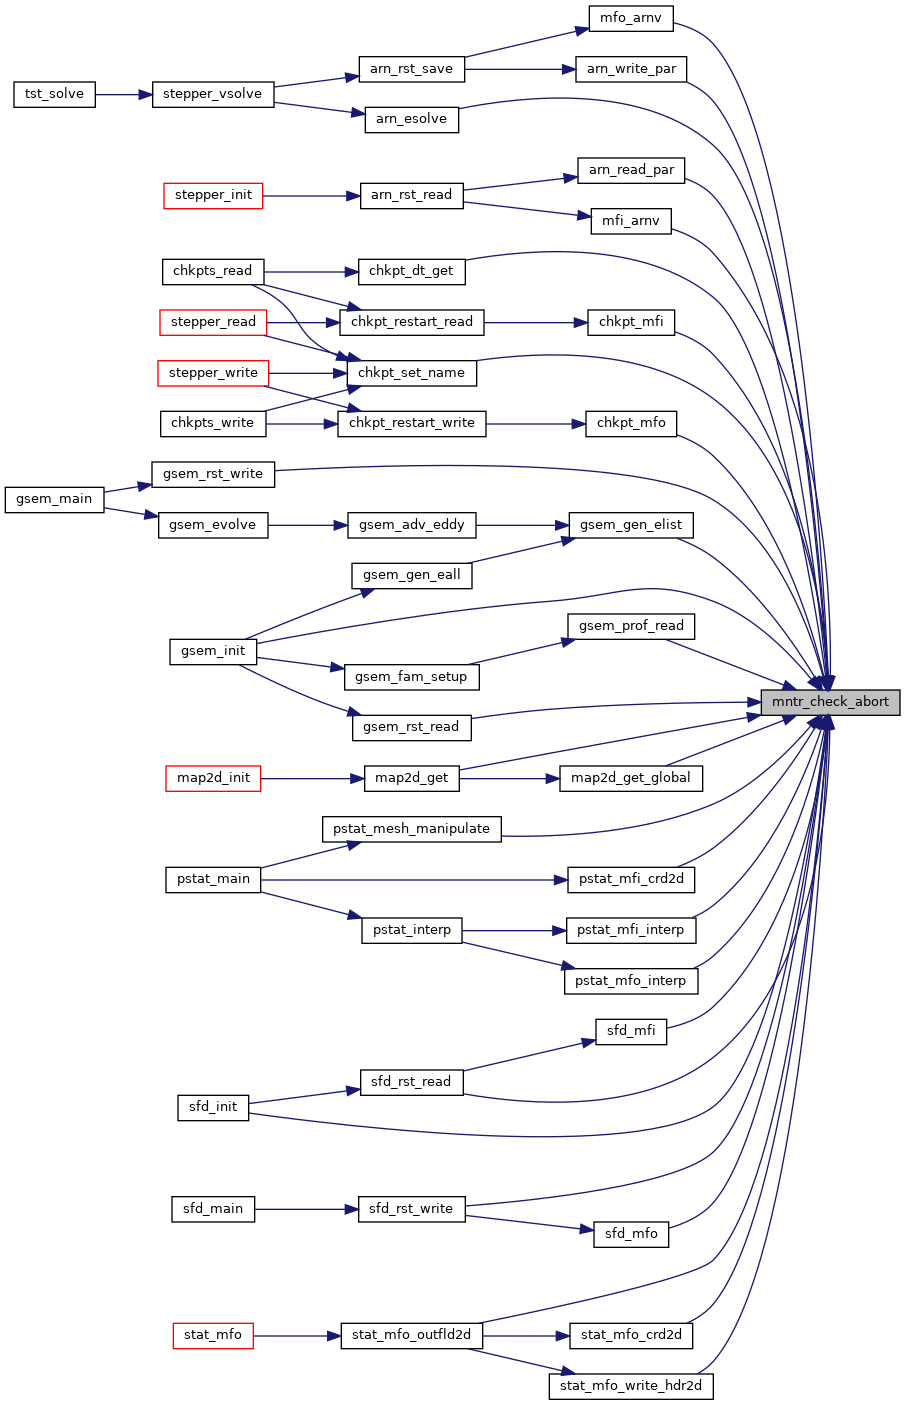 mfo_arnv
arn_rst_save
arn_write_par
tst_solve
stepper_vsolve
arn_esolve
arn_read_par
stepper_init
arn_rst_read
mfi_arnv
chkpts_read
chkpt_dt_get
stepper_read
chkpt_restart_read
chkpt_mfi
stepper_write
chkpt_set_name
chkpts_write
chkpt_restart_write
chkpt_mfo
gsem_rst_write
gsem_main
gsem_evolve
gsem_adv_eddy
gsem_gen_elist
gsem_gen_eall
gsem_prof_read
gsem_init
gsem_fam_setup
mntr_check_abort
gsem_rst_read
map2d_init
map2d_get
map2d_get_global
pstat_mesh_manipulate
pstat_main
pstat_mfi_crd2d
pstat_interp
pstat_mfi_interp
pstat_mfo_interp
sfd_mfi
sfd_rst_read
sfd_init
sfd_main
sfd_rst_write
sfd_mfo
stat_mfo
stat_mfo_outfld2d
stat_mfo_crd2d
stat_mfo_write_hdr2d